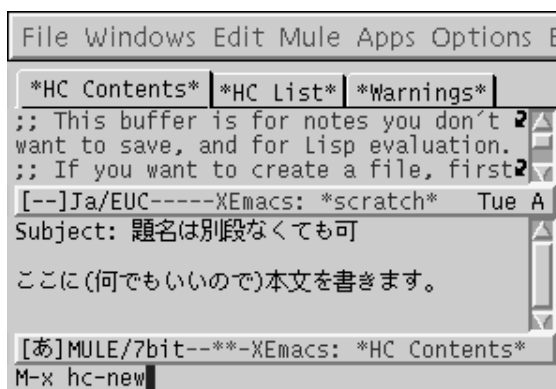 File Windows Edit Mule Apps Options
*HC Contents* *HC List* *Warnings*
;; This buffer is for notes you don't
want to save, and for Lisp evaluation.
;; If you want to create a file, first
[--]Ja/EUC-----XEmacs: *scratch* Tue A
Subject: 題名は別段なくても可
ここに(何でもいいので)本文を書きます。
[あ]MULE/7bit--**-XEmacs: *HC Contents*
M-x hc-new